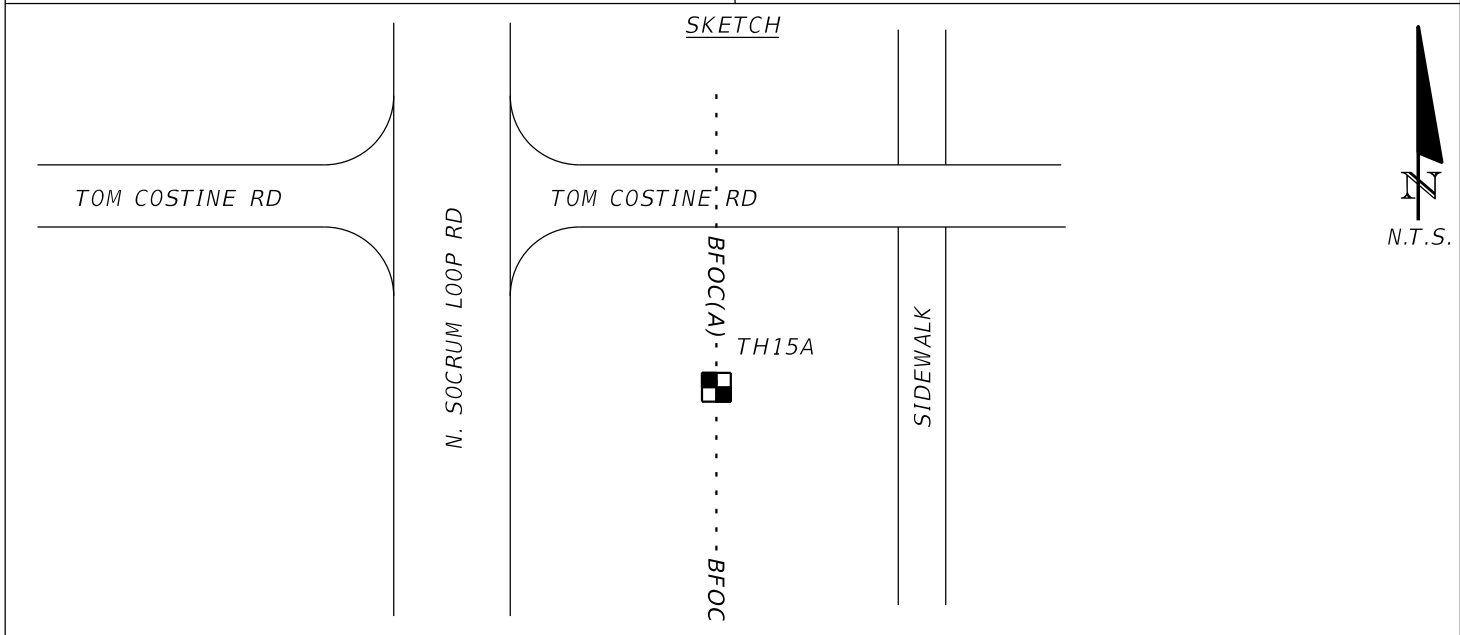 SKETCH
TOM COSTINE RD
TOM COSTINE RD
N
N.T.S.
N. SOCRUM LOOP RD
BFOC(A)
TH15A
SIDEWALK
BFOC